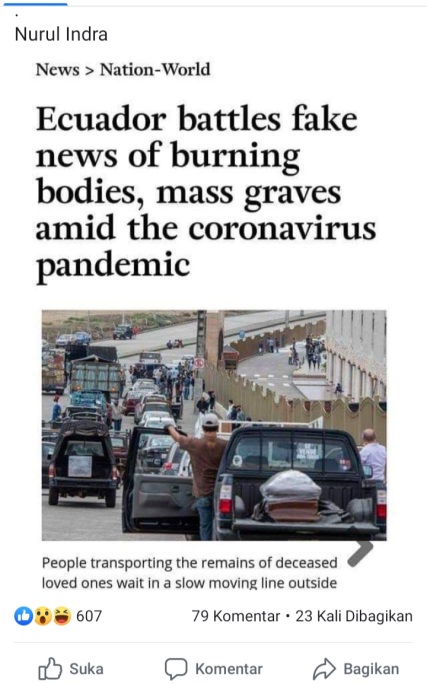 .
Nurul Indra
News > Nation-World
Ecuador battles fake
news of burning
bodies, mass graves
amid the coronavirus
pandemic
People transporting the remains of deceased
loved ones wait in a slow moving line outside
607
79 Komentar • 23 Kali Dibagikan
Suka
Komentar
Bagikan